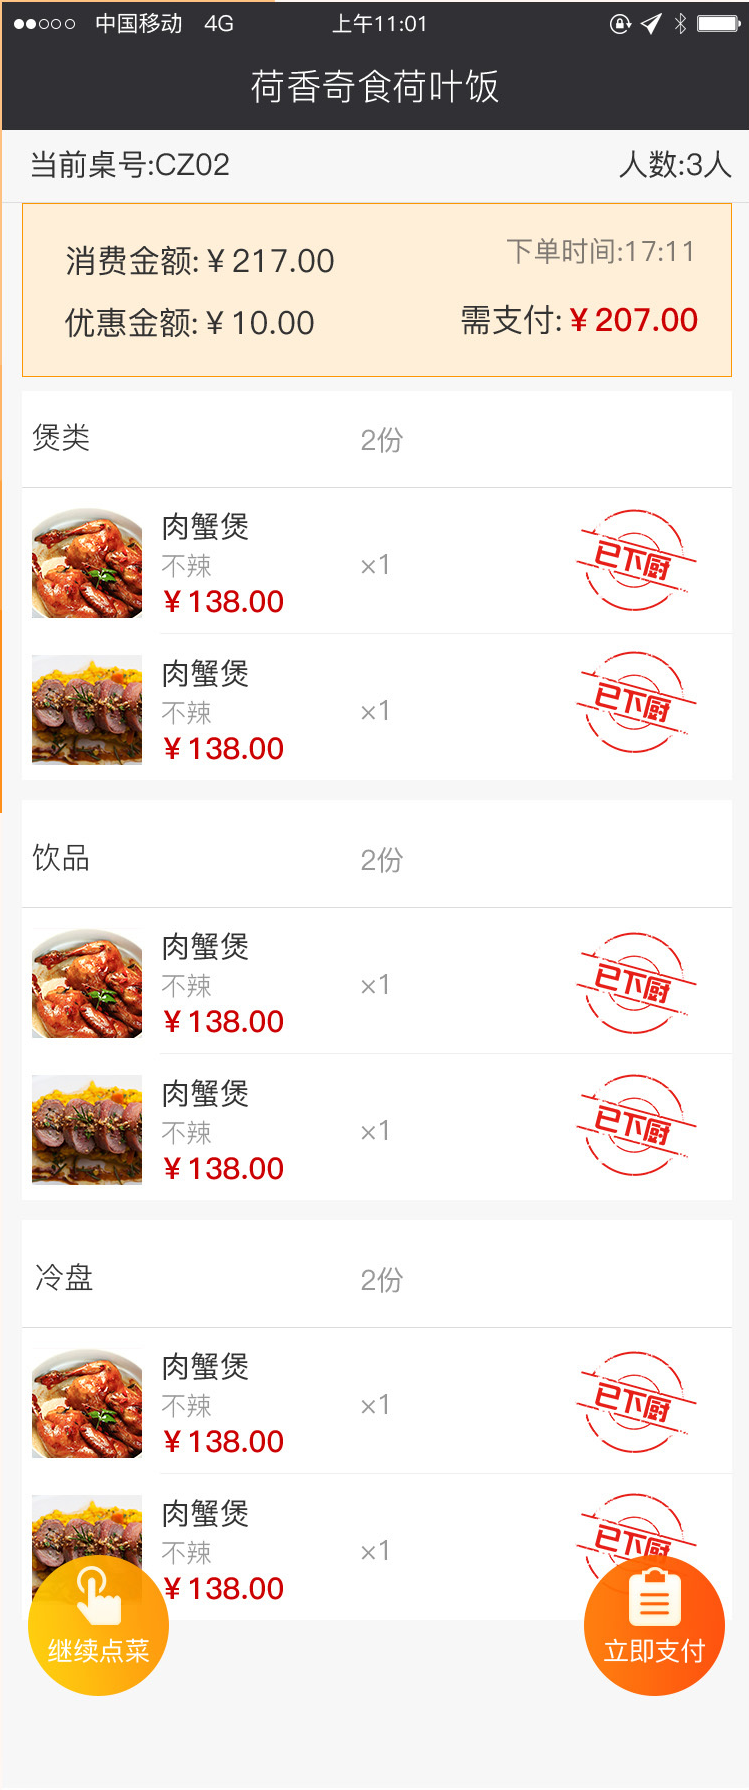 中国移动 4G 上午11:01
荷香奇食荷叶饭
当前桌号:CZ02 人数:3人
消费金额:￥217.00 下单时间:17:11
优惠金额:￥10.00 需支付:￥207.00
煲类 2份
肉蟹煲
不辣 ×1 已下厨
￥138.00
肉蟹煲
不辣 ×1 已下厨
￥138.00
饮品 2份
肉蟹煲
不辣 ×1 已下厨
￥138.00
肉蟹煲
不辣 ×1 已下厨
￥138.00
冷盘 2份
肉蟹煲
不辣 ×1 已下厨
￥138.00
肉蟹煲
不辣 ×1 已下厨
￥138.00
继续点菜 立即支付